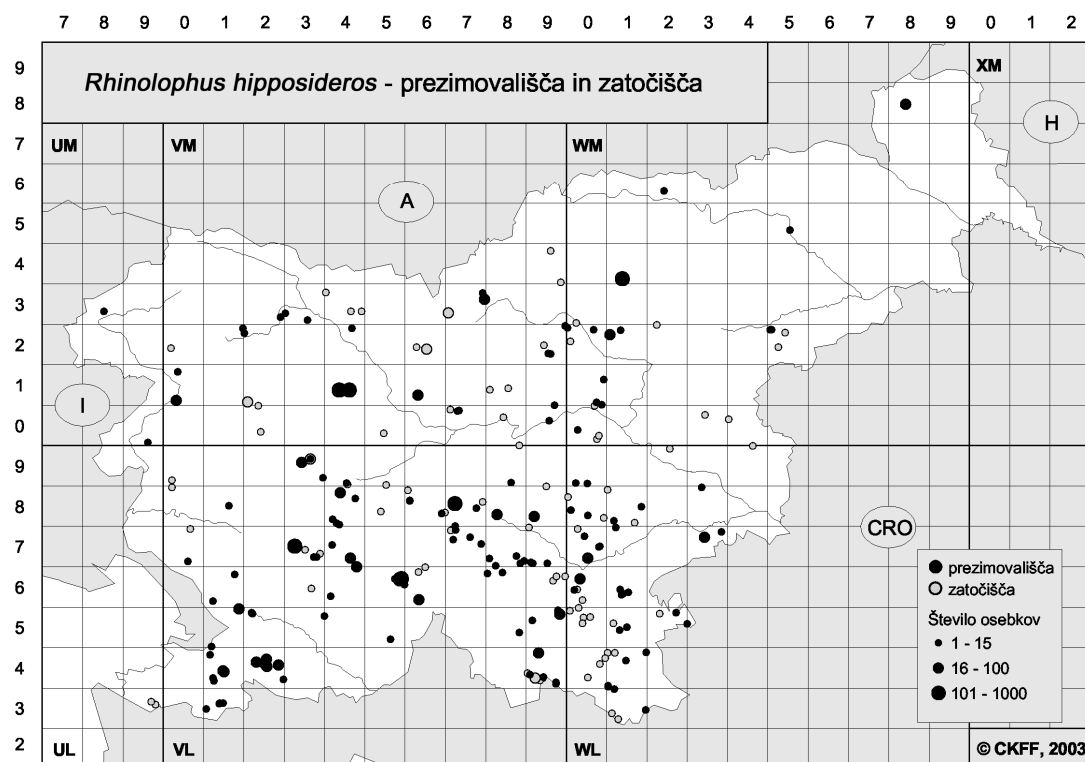 7 8 9 0 1 2 3 4 5 6 7 8 9 0 1 2 3 4 5 6 7 8 9 0 1 2
9
8
7
6
5
4
3
2
1
0
9
8
7
6
5
4
3
2
Rhinolophus hipposideros - prezimovališča in zatočišča
XM
H
UM VM WM
A
I
CRO
prezimovališča
zatočišča
Število osebkov
1 - 15
16 - 100
101 - 1000
UL VL WL
© CKFF, 2003